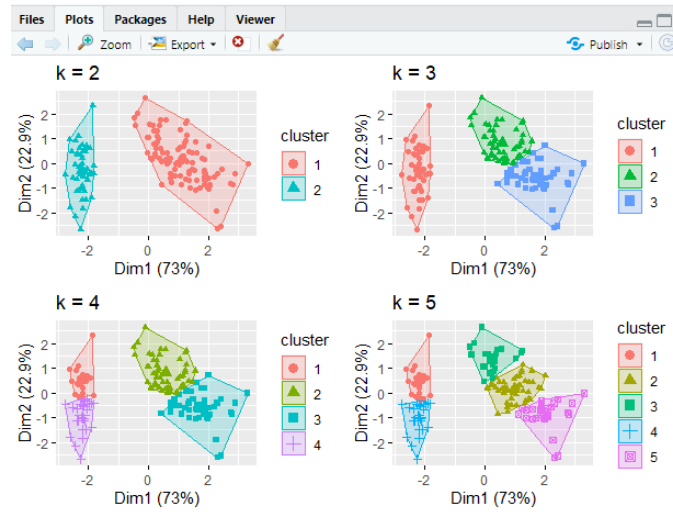 Files Plots Packages Help Viewer
Zoom Export Publish
k = 2
2
1
0
-1
-2
-2 0 2
Dim2 (22.9%)
Dim1 (73%)
cluster
1
2
k = 3
2
1
0
-1
-2
-2 0 2
Dim2 (22.9%)
Dim1 (73%)
cluster
1
2
3
k = 4
2
1
0
-1
-2
-2 0 2
Dim2 (22.9%)
Dim1 (73%)
cluster
1
2
3
4
k = 5
2
1
0
-1
-2
-2 0 2
Dim2 (22.9%)
Dim1 (73%)
cluster
1
2
3
4
5